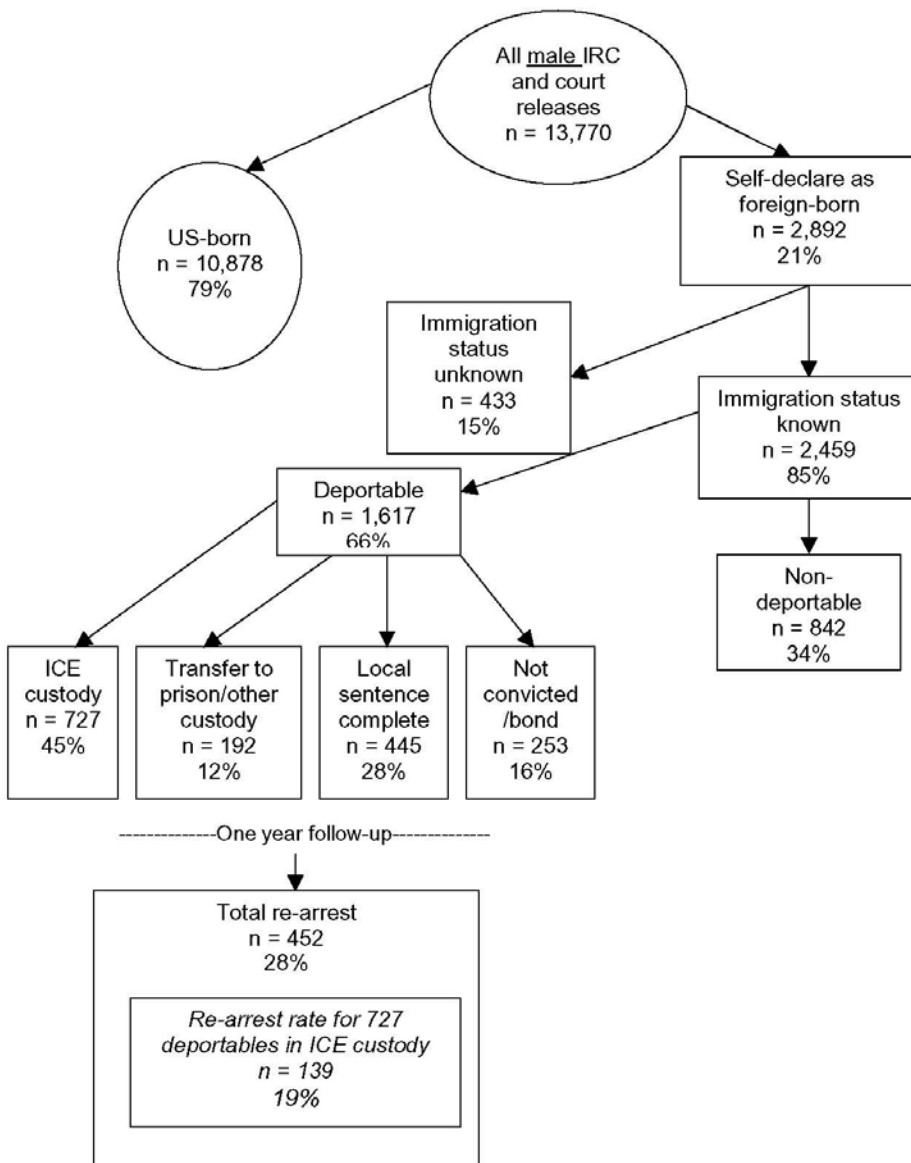 All male IRC
and court
releases
n = 13,770
Self-declare as
foreign-born
n = 2,892
21%
US-born
n = 10,878
79%
Immigration
status
unknown
n = 433
15%
Immigration status
known
n = 2,459
85%
Deportable
n = 1,617
66%
Non-
deportable
n = 842
34%
ICE
custody
n = 727
45%
Transfer to
prison/other
custody
n = 192
12%
Local
sentence
complete
n = 445
28%
Not
convicted
/bond
n = 253
16%
--------------One year follow-up--------------
Total re-arrest
n = 452
28%
Re-arrest rate for 727
deportables in ICE custody
n = 139
19%